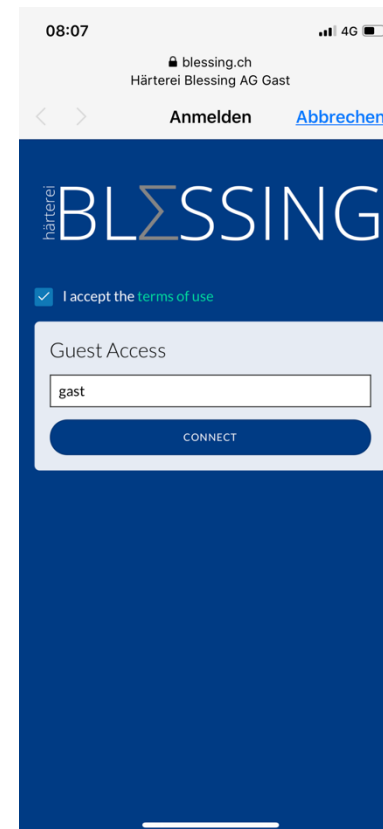 08:07 4G
blessing.ch
Härterei Blessing AG Gast
Anmelden Abbrechen
härterei
BLΣSSING
I accept the terms of use
Guest Access
gast
CONNECT